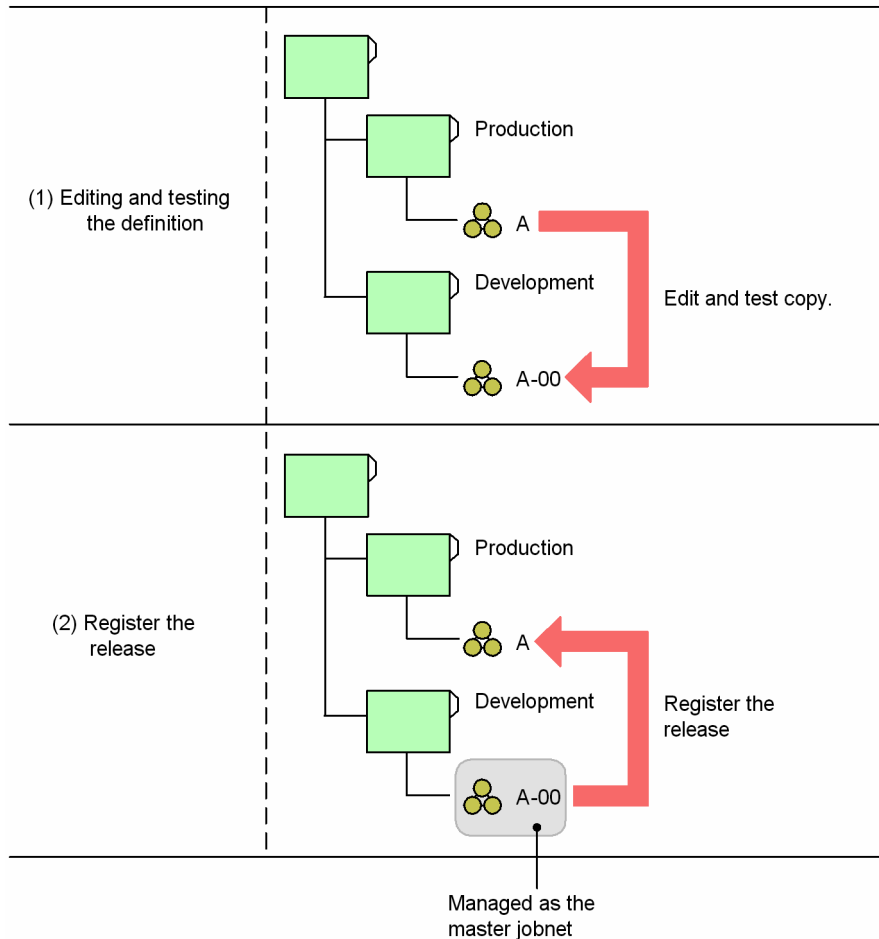 (1) Editing and testing
the definition
Production
A
Development
Edit and test copy.
A-00
(2) Register the
release
Production
A
Development
Register the
release
A-00
Managed as the
master jobnet